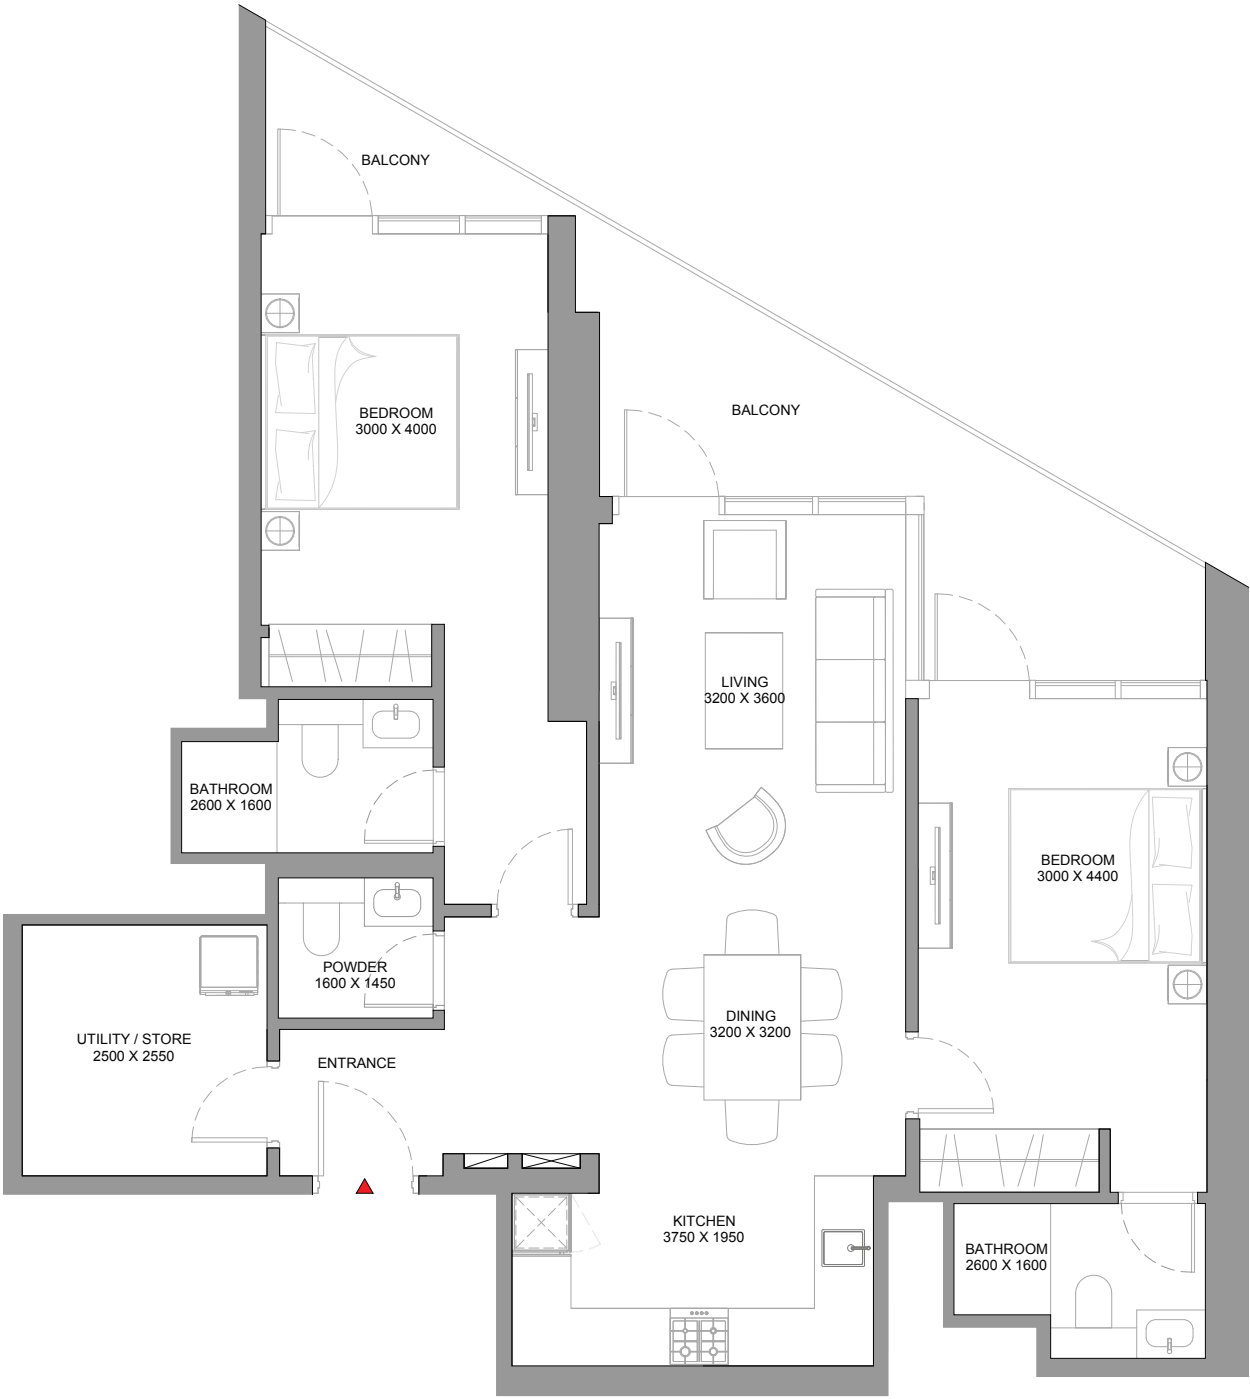 BALCONY
BALCONY
BEDROOM
3000 X 4000
LIVING
3200 X 3600
BATHROOM
2600 X 1600
BEDROOM
3000 X 4400
POWDER
1600 X 1450
DINING
3200 X 3200
UTILITY / STORE
2500 X 2550
ENTRANCE
KITCHEN
3750 X 1950
BATHROOM
2600 X 1600